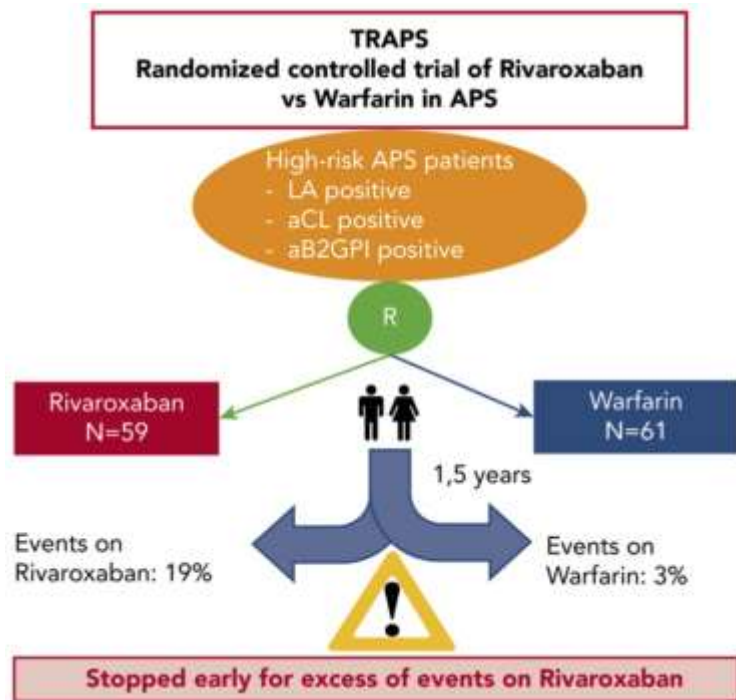 TRAPS
Randomized controlled trial of Rivaroxaban
vs Warfarin in APS
High-risk APS patients
- LA positive
- aCL positive
- aB2GPI positive
R
Rivaroxaban
N=59
Warfarin
N=61
1,5 years
Events on
Rivaroxaban: 19%
Events on
Warfarin: 3%
!
Stopped early for excess of events on Rivaroxaban